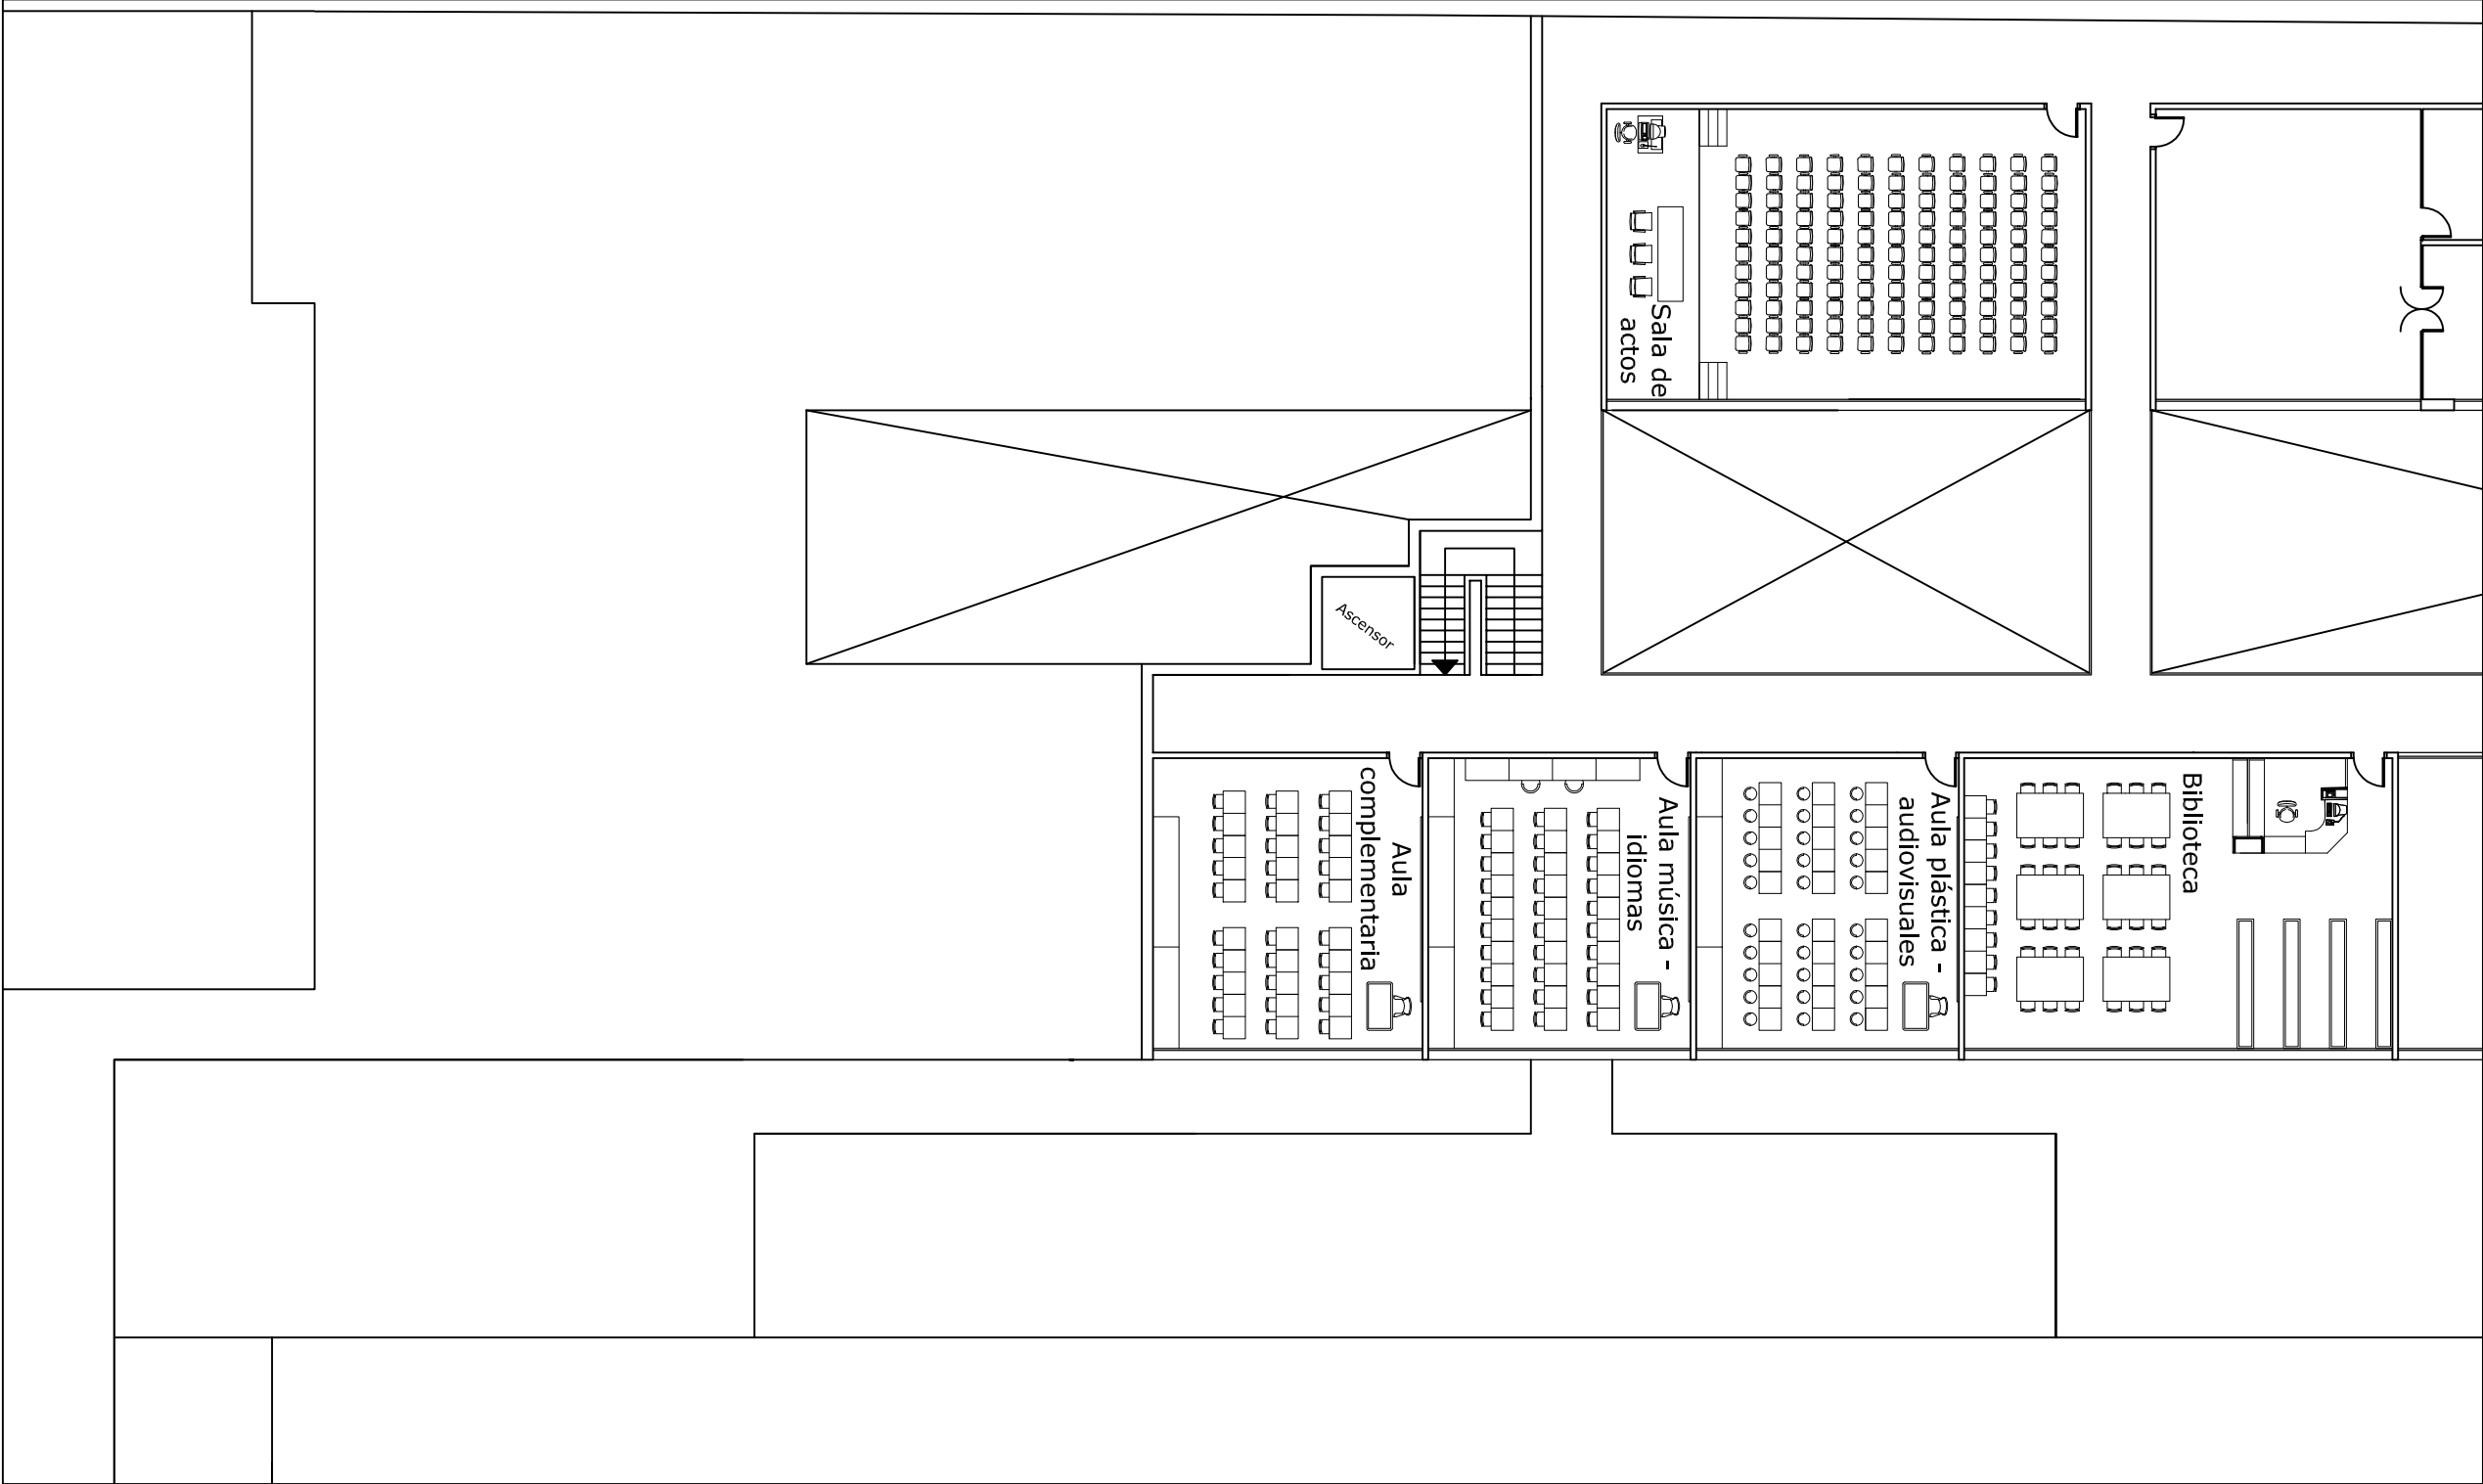 Sala de
actos
Ascensor
Aula
complementaria
Aula música -
idiomas
Aula plástica -
audiovisuales
Biblioteca